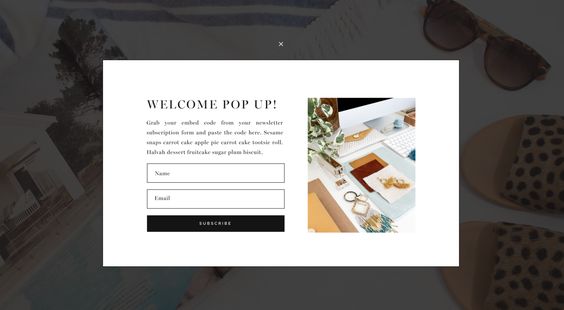 ×
WELCOME POP UP!
Grab your embed code from your newsletter
subscription form and paste the code here. Sesame
snaps carrot cake apple pie carrot cake tootsie roll.
Halvah dessert fruitcake sugar plum biscuit.
Name
Email
SUBSCRIBE